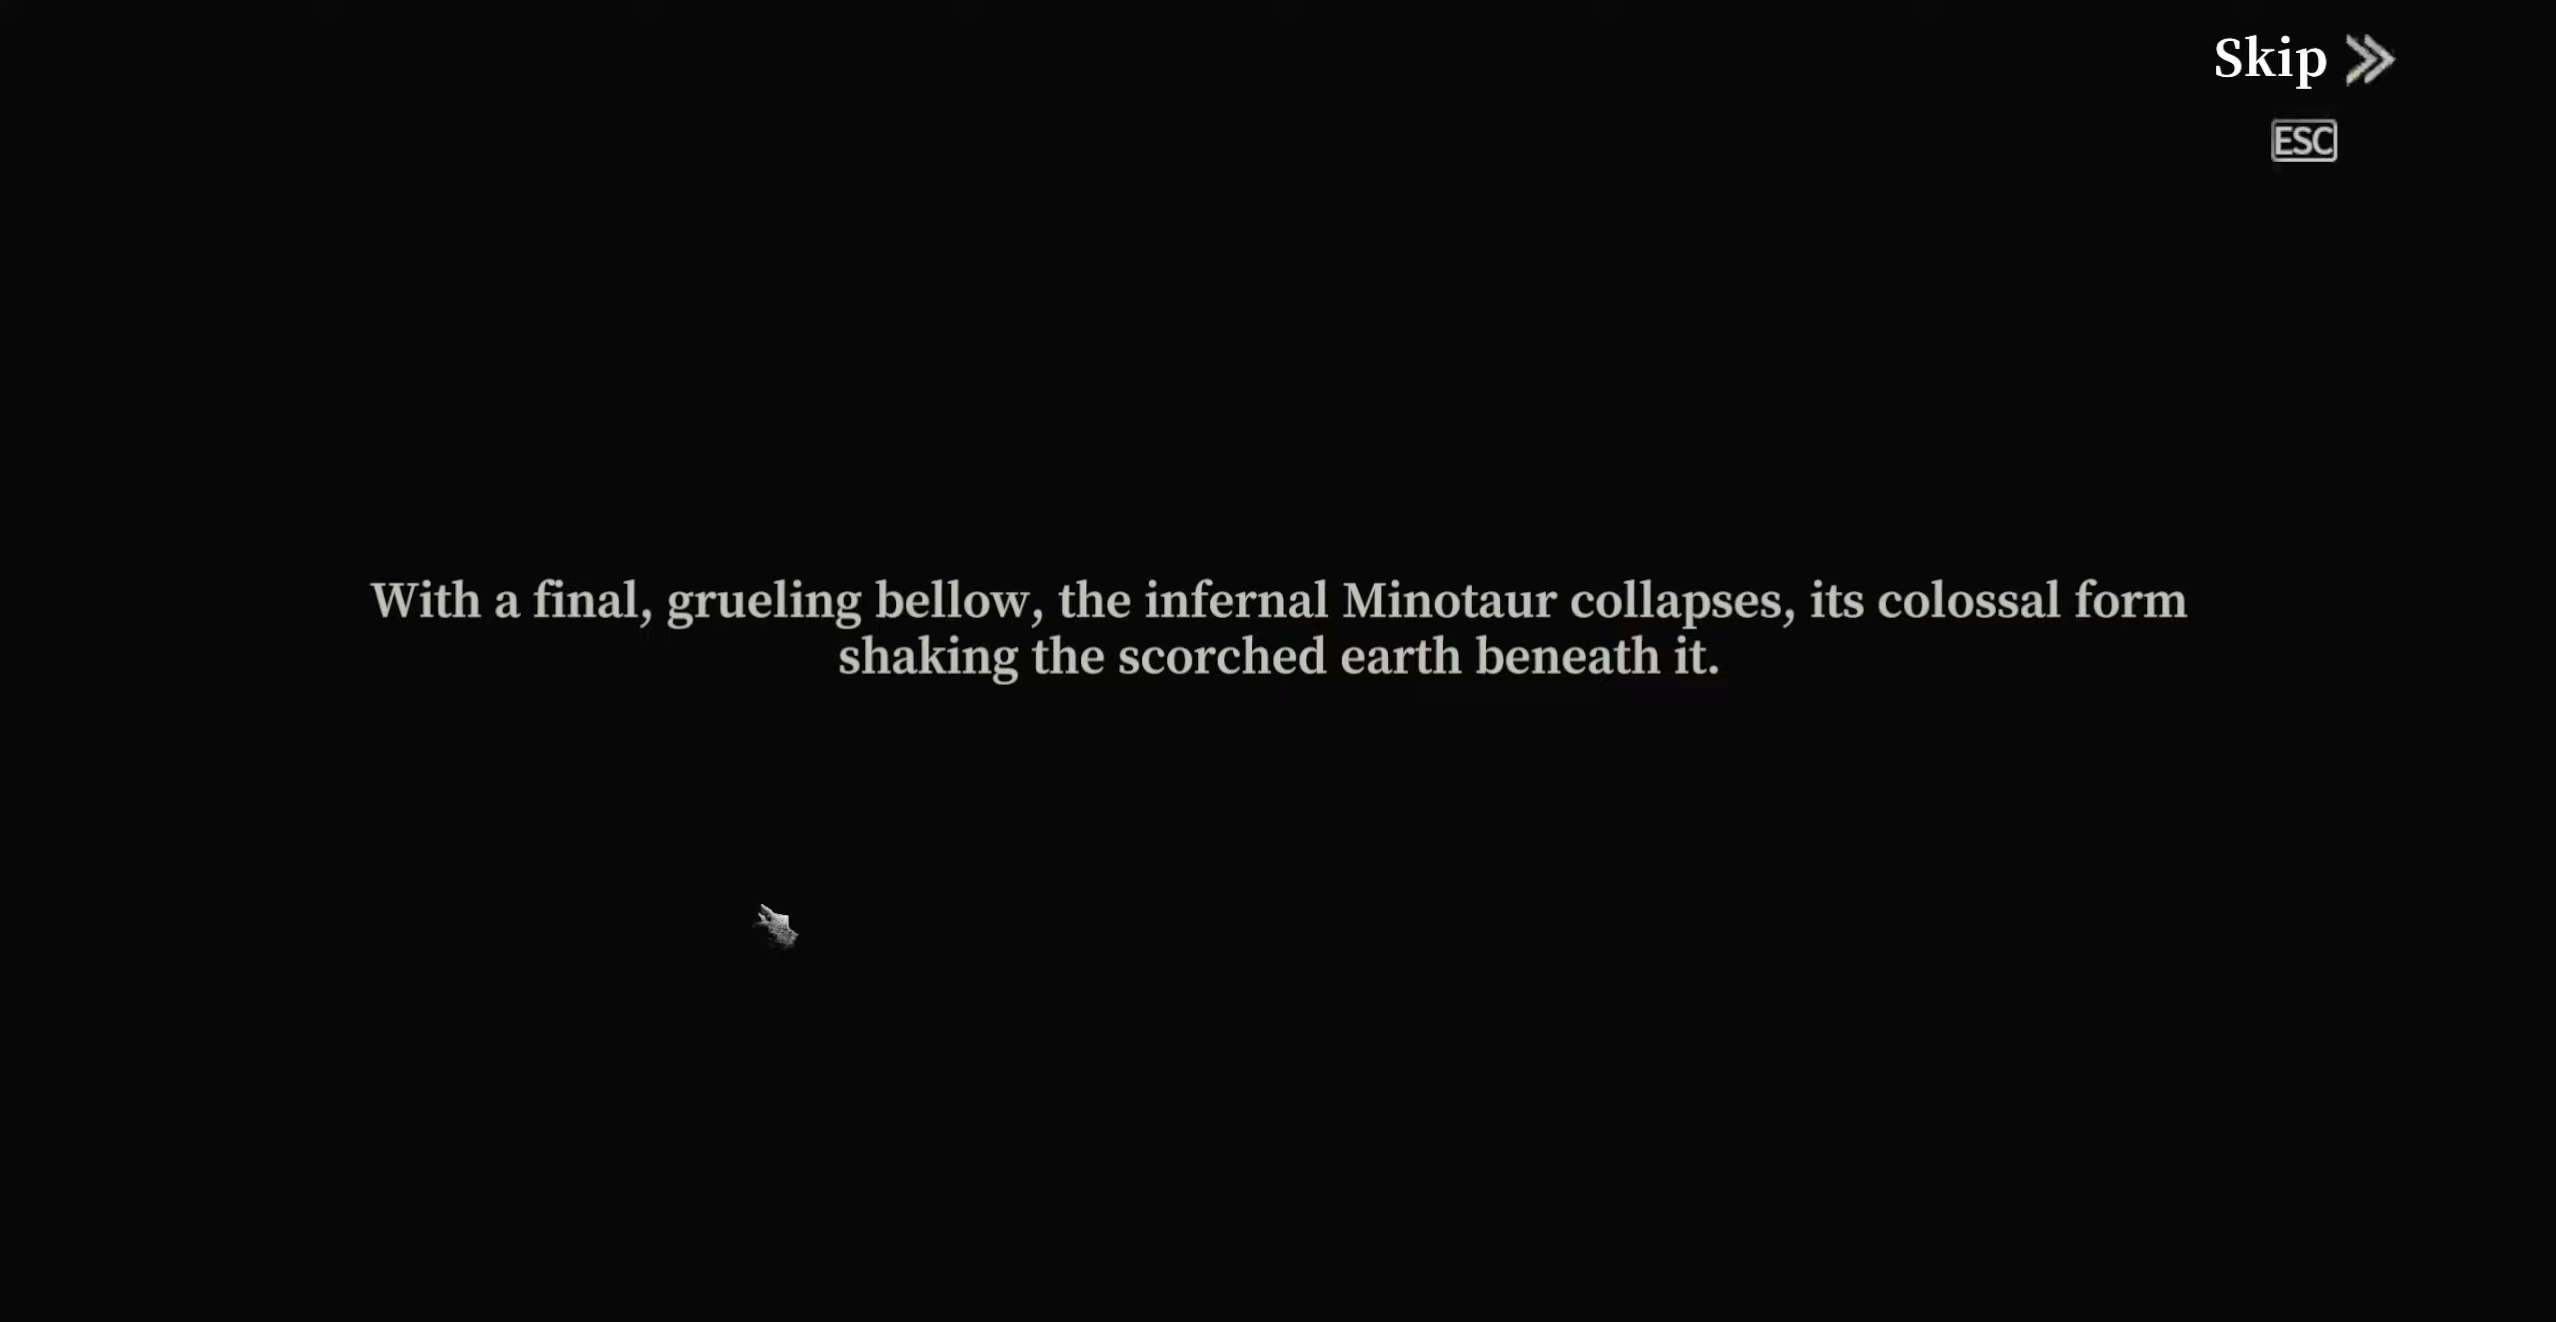 Skip
ESC
With a final, grueling bellow, the infernal Minotaur collapses, its colossal form
shaking the scorched earth beneath it.